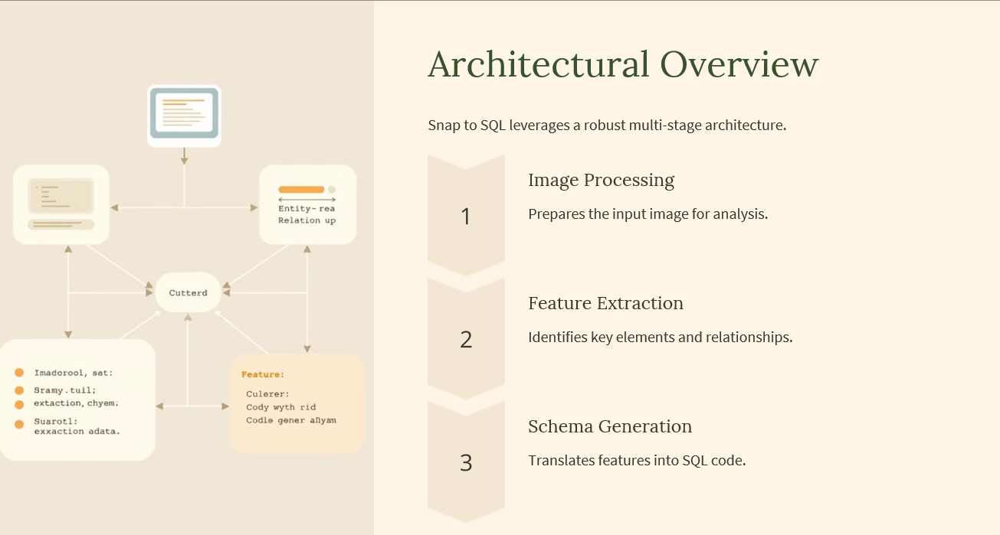 Architectural Overview
Snap to SQL leverages a robust multi-stage architecture.
1
Image Processing
Prepares the input image for analysis.
2
Feature Extraction
Identifies key elements and relationships.
3
Schema Generation
Translates features into SQL code.
Entity-rea
Relation up
Cutterd
Imadorool, sat:
Sramy.tuil;
extaction, chyem.
Suarotl:
exxaction adata.
Feature:
Culerer:
Cody wyth rid
Codle gener